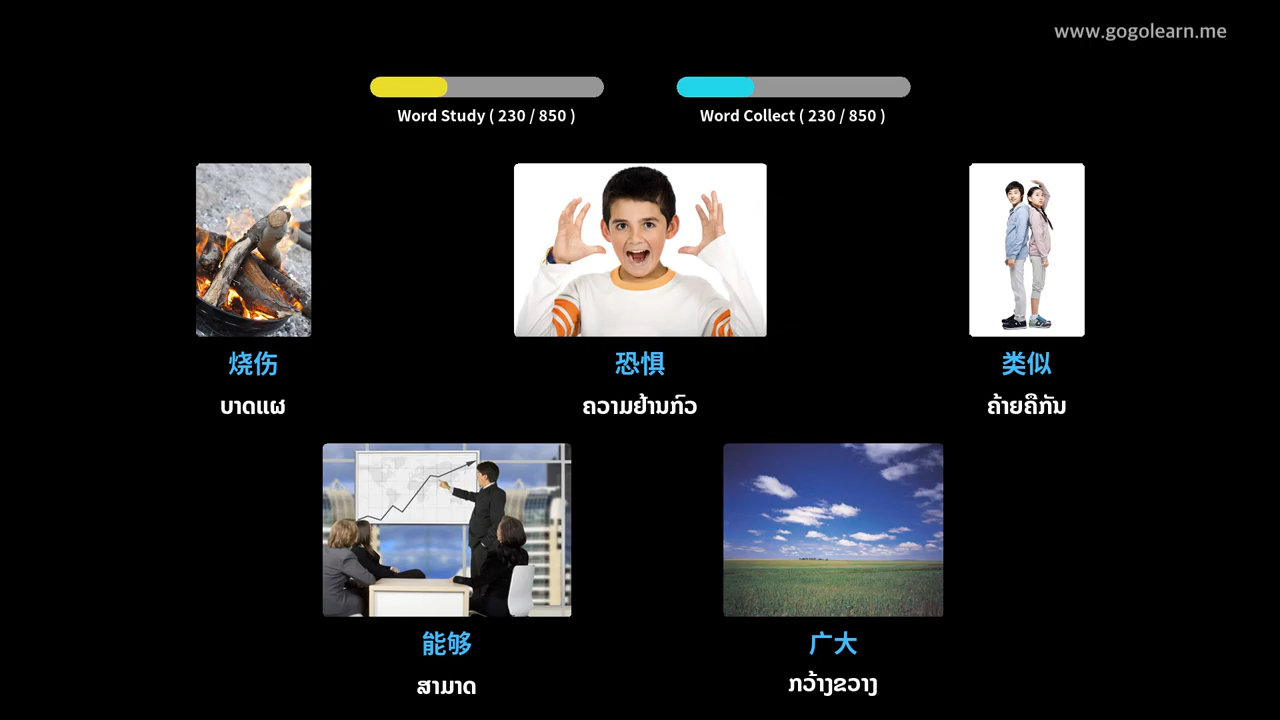 www.gogolearn.me
Word Study ( 230 / 850 )
Word Collect ( 230 / 850 )
烧伤
ບາດແຜ
恐惧
ຄວາມຢ້ານກົວ
类似
ຄ້າຍຄືກັນ
能够
ສາມາດ
广大
ກວ້າງຂວາງ